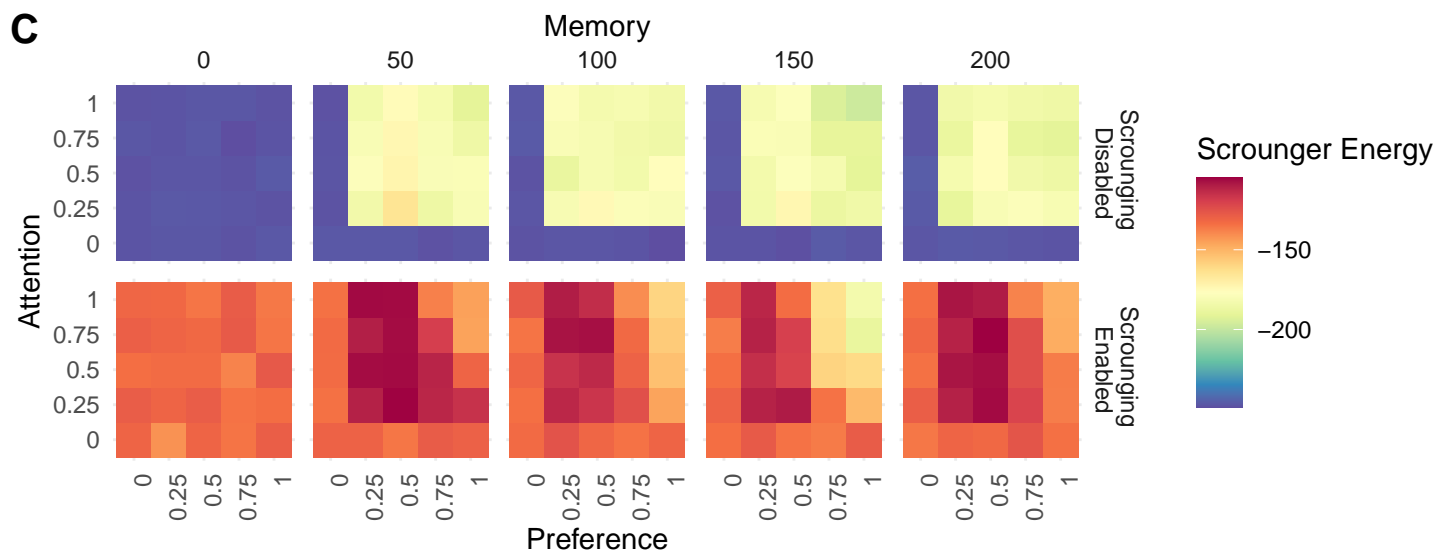 C
Memory
0 50 100 150 200
Attention
1
0.75
0.5
0.25
0
Scrounging
Disabled
1
0.75
0.5
0.25
0
Scrounging
Enabled
0 0.25 0.5 0.75 1
0 0.25 0.5 0.75 1
0 0.25 0.5 0.75 1
0 0.25 0.5 0.75 1
0 0.25 0.5 0.75 1
Preference
Scrounger Energy
−150
−200